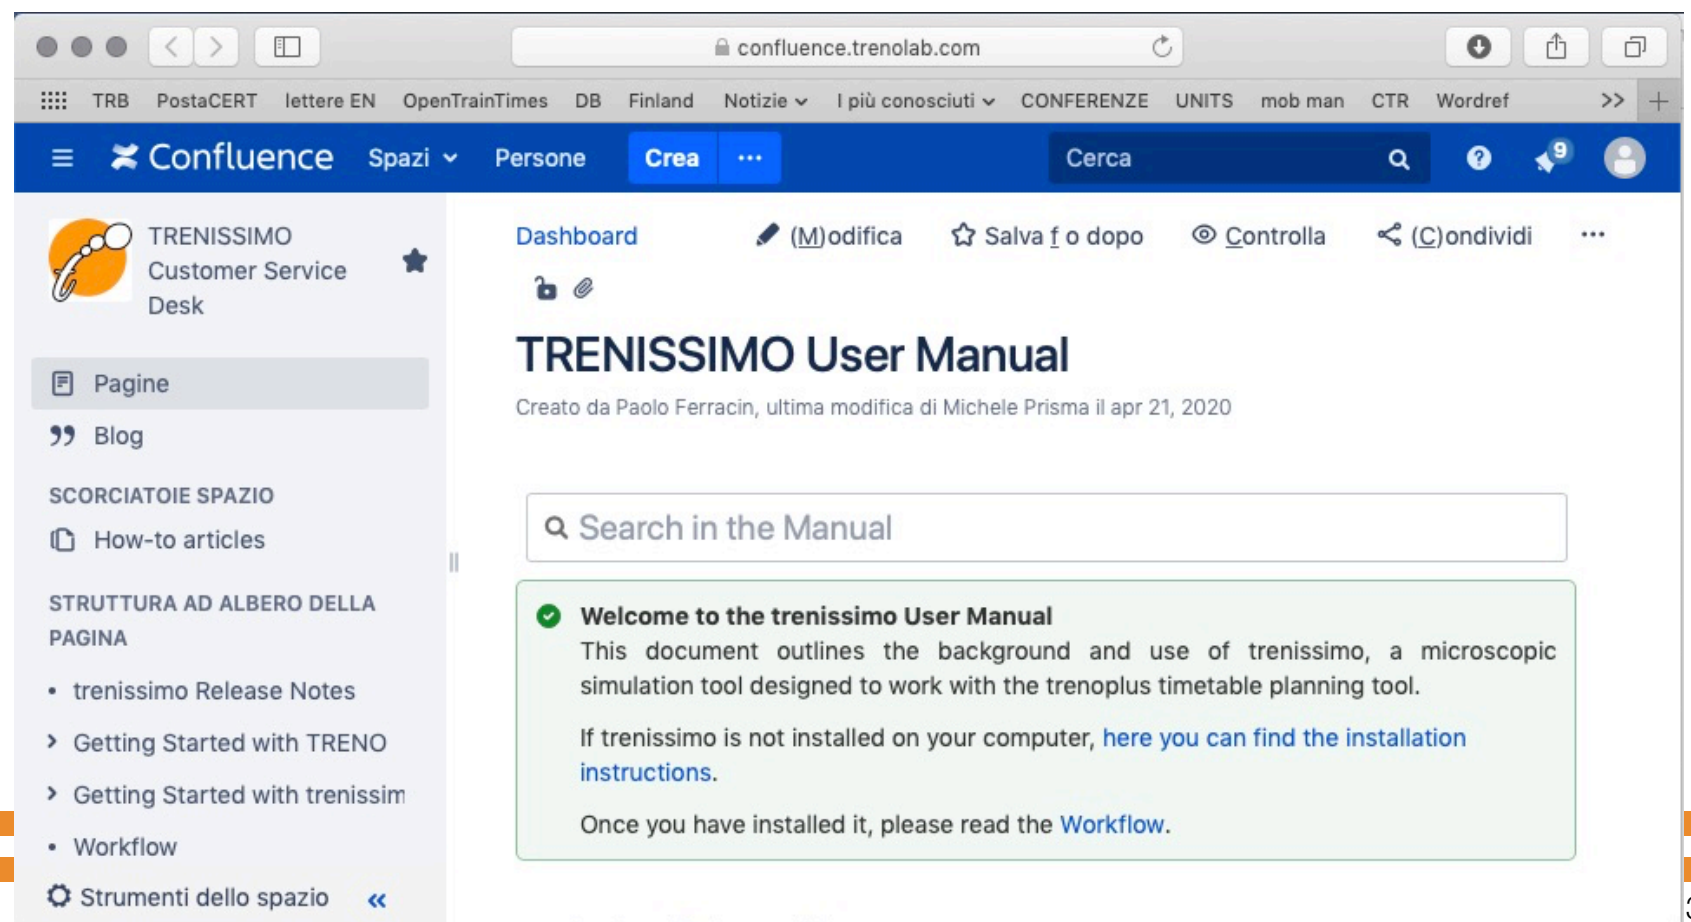 confluence.trenolab.com
TRB PostaCERT lettere EN OpenTrainTimes DB Finland Notizie I più conosciuti CONFERENZE UNITS mob man CTR Wordref >> +
Confluence Spazi Persone Crea ... Cerca ? 9
TRENISSIMO
Customer Service
Desk
Pagine
Blog
SCORCIATOIE SPAZIO
How-to articles
STRUTTURA AD ALBERO DELLA
PAGINA
• trenissimo Release Notes
> Getting Started with TRENO
> Getting Started with trenissim
• Workflow
Strumenti dello spazio «
Dashboard (M)odifica Salva f o dopo Controlla (C)ondividi ...
TRENISSIMO User Manual
Creato da Paolo Ferracin, ultima modifica di Michele Prisma il apr 21, 2020
Search in the Manual
Welcome to the trenissimo User Manual
This document outlines the background and use of trenissimo, a microscopic
simulation tool designed to work with the trenoplus timetable planning tool.
If trenissimo is not installed on your computer, here you can find the installation
instructions.
Once you have installed it, please read the Workflow.